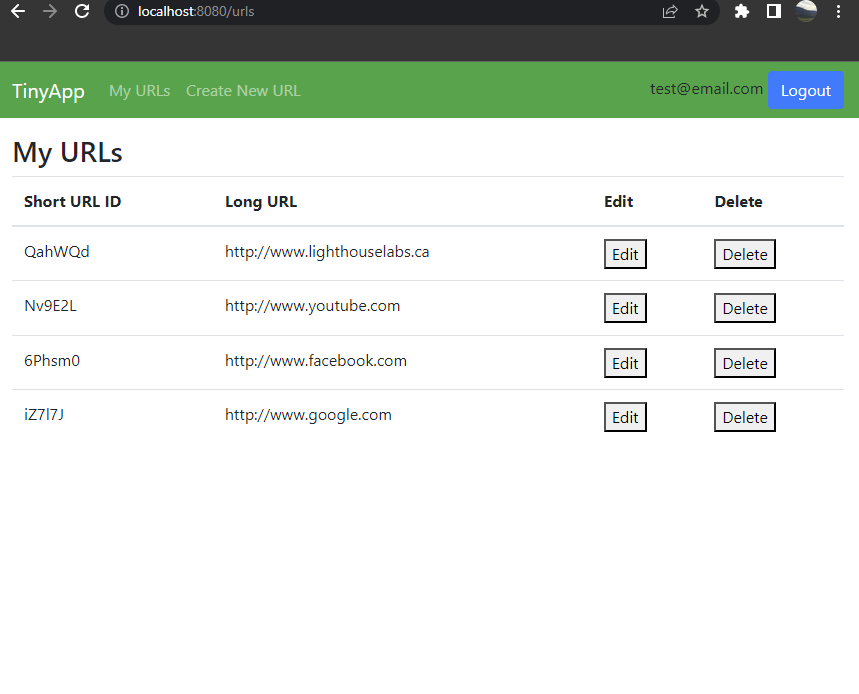 localhost:8080/urls
TinyApp My URLs Create New URL test@email.com Logout
My URLs
Short URL ID Long URL Edit Delete
QahWQd http://www.lighthouselabs.ca Edit Delete
Nv9E2L http://www.youtube.com Edit Delete
6Phsm0 http://www.facebook.com Edit Delete
iZ7l7J http://www.google.com Edit Delete